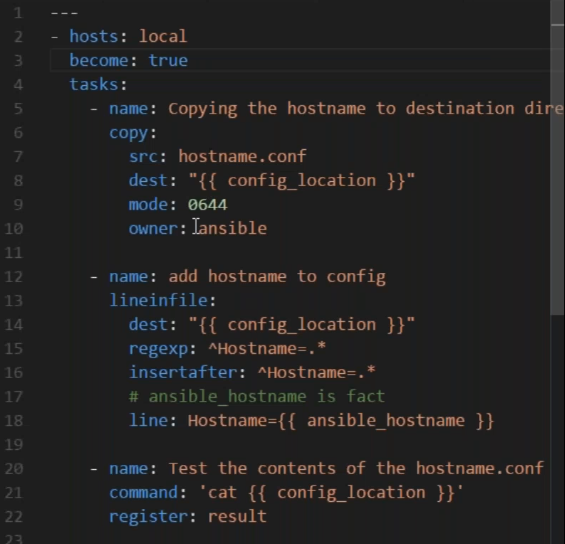 1 ---
2 - hosts: local
3   become: true
4   tasks:
5     - name: Copying the hostname to destination dire
6       copy:
7         src: hostname.conf
8         dest: "{{ config_location }}"
9         mode: 0644
10         owner: ansible
11
12     - name: add hostname to config
13       lineinfile:
14         dest: "{{ config_location }}"
15         regexp: ^Hostname=.*
16         insertafter: ^Hostname=.*
17         # ansible_hostname is fact
18         line: Hostname={{ ansible_hostname }}
19
20     - name: Test the contents of the hostname.conf
21       command: 'cat {{ config_location }}'
22       register: result
23